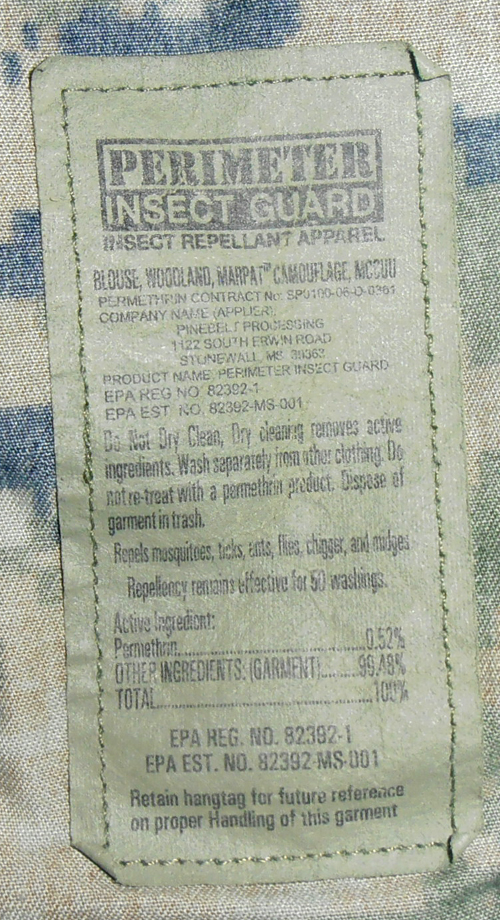 PERIMETER
INSECT GUARD
INSECT REPELLANT APPAREL
BLOUSE, WOODLAND, MARPAT™ CAMOUFLAGE, MCCUU
PERMETHRIN CONTRACT No: SP0100-06-D-0361
COMPANY NAME (APPLIER):
PINEBELT PROCESSING
1122 SOUTH ERWIN ROAD
STONEWALL, MS 39363
PRODUCT NAME: PERIMETER INSECT GUARD
EPA REG NO 82392-1
EPA EST. NO. 82392-MS-001
Do Not Dry Clean, Dry cleaning removes active
ingredients. Wash separately from other clothing. Do
not re-treat with a permethrin product. Dispose of
garment in trash.
Repels mosquitoes, ticks, ants, flies, chigger, and midges
Repellency remains effective for 50 washings.
Active Ingredient:
Permethrin....................0.52%
OTHER INGREDIENTS: (GARMENT).........99.48%
TOTAL....................100%
EPA REG. NO. 82392-1
EPA EST. NO. 82392-MS-001
Retain hangtag for future reference
on proper Handling of this garment